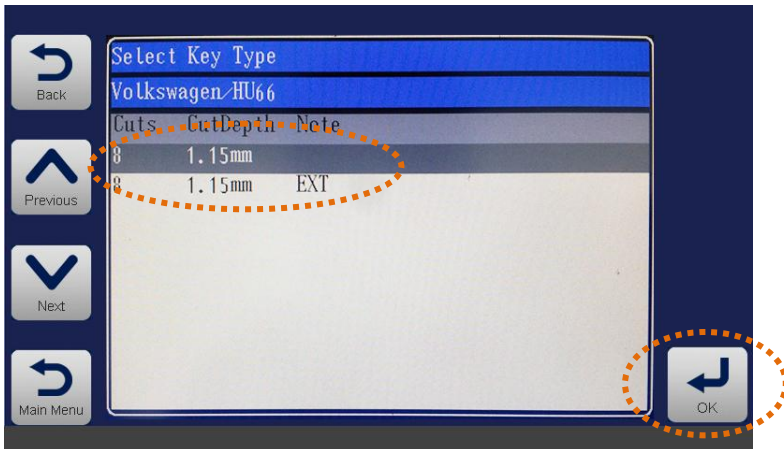 Back
Previous
Next
Main Menu
Select Key Type
Volkswagen/HU66
Cuts CutDepth Note
8 1.15mm
8 1.15mm EXT
OK